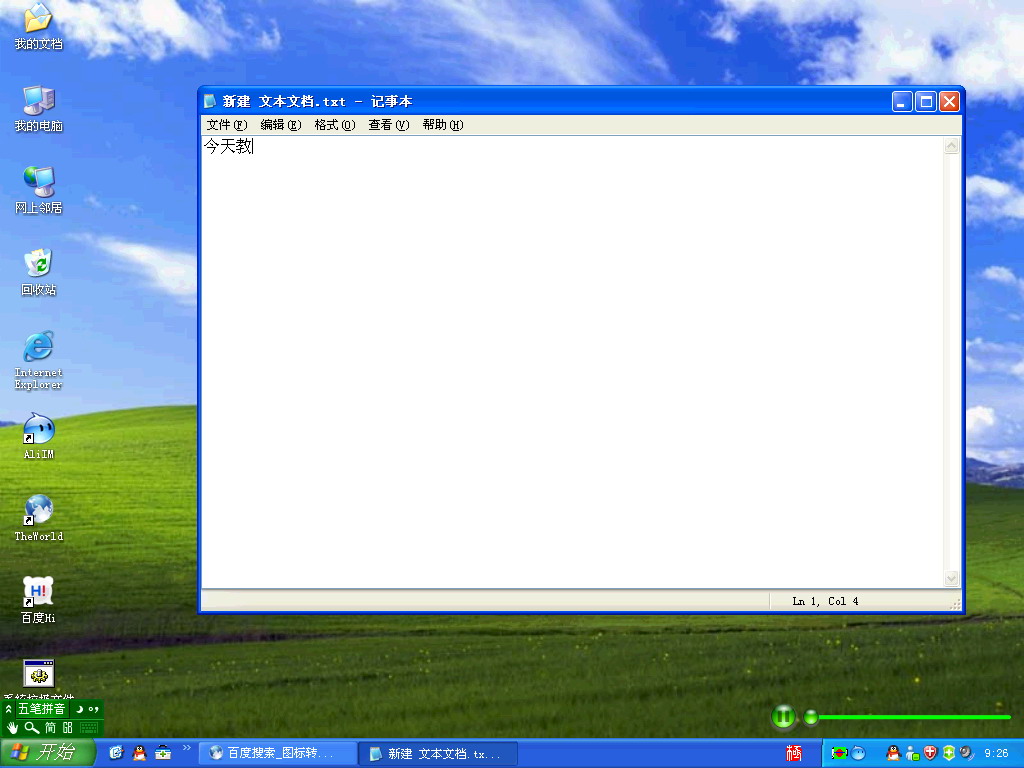 我的文档
我的电脑
网上邻居
回收站
Internet
Explorer
AliIM
TheWorld
H!
百度Hi
新建 文本文档.txt - 记事本
文件(F) 编辑(E) 格式(O) 查看(V) 帮助(H)
今天教
Ln 1, Col 4
五笔拼音
简
开始
百度搜索_图标转...
新建 文本文档.tx...
9:26